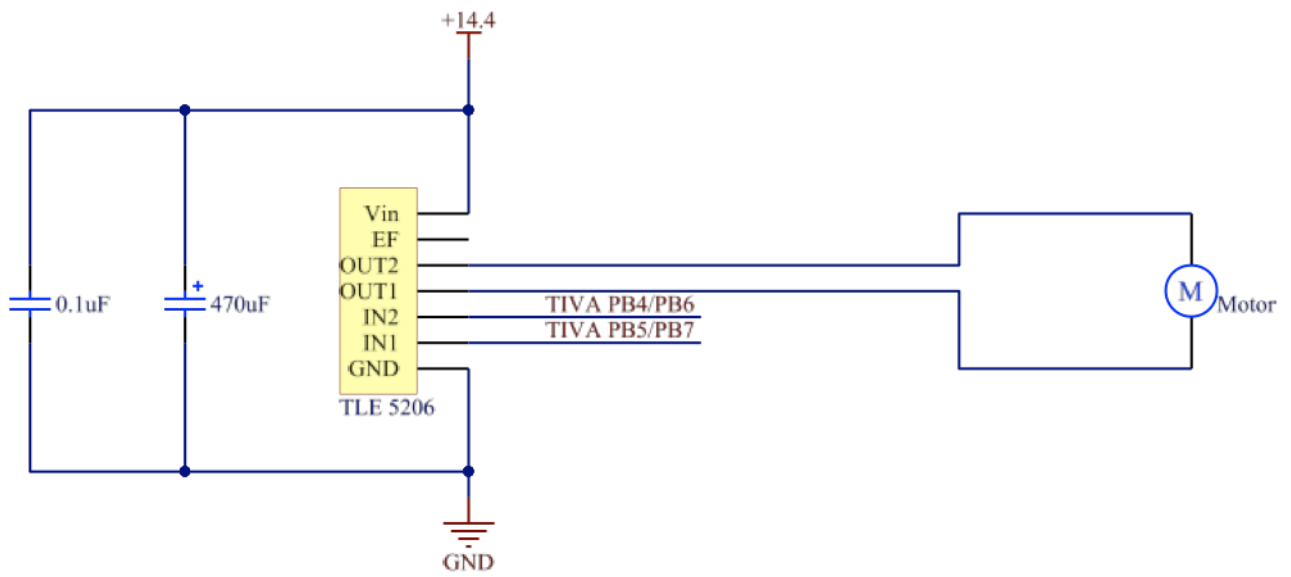 +14.4
Vin
EF
OUT2
OUT1
IN2
IN1
GND
TLE 5206
0.1uF
+
470uF
TIVA PB4/PB6
TIVA PB5/PB7
M
Motor
GND